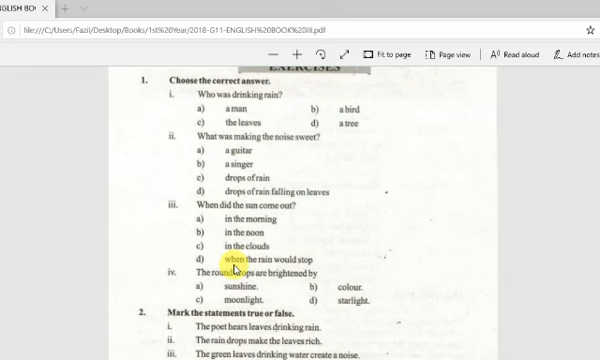 file:///C:/Users/Fazil/Desktop/Books/1st%20Year/2018-G11-ENGLISH%20BOOK%20III.pdf
Fit to page Page view Read aloud Add notes
EXERCISES
1. Choose the correct answer.
i. Who was drinking rain?
a) a man b) a bird
c) the leaves d) a tree
ii. What was making the noise sweet?
a) a guitar
b) a singer
c) drops of rain
d) drops of rain falling on leaves
iii. When did the sun come out?
a) in the morning
b) in the noon
c) in the clouds
d) when the rain would stop
iv. The round drops are brightened by
a) sunshine. b) colour.
c) moonlight. d) starlight.
2. Mark the statements true or false.
i. The poet hears leaves drinking rain.
ii. The rain drops make the leaves rich.
iii. The green leaves drinking water create a noise.